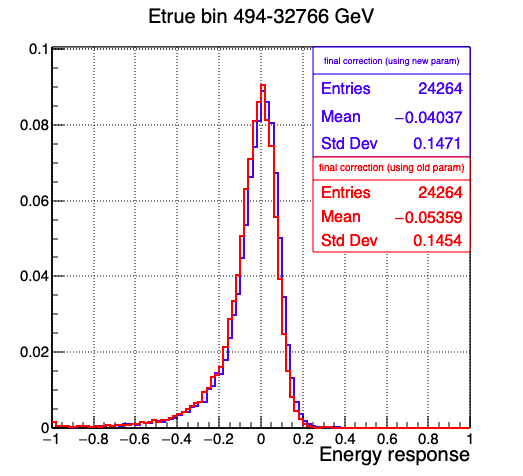 Etrue bin 494-32766 GeV
final correction (using new param)
Entries 24264
Mean −0.04037
Std Dev 0.1471
final correction (using old param)
Entries 24264
Mean −0.05359
Std Dev 0.1454
0.1
0.08
0.06
0.04
0.02
0
−1 −0.8 −0.6 −0.4 −0.2 0 0.2 0.4 0.6 0.8 1
Energy response